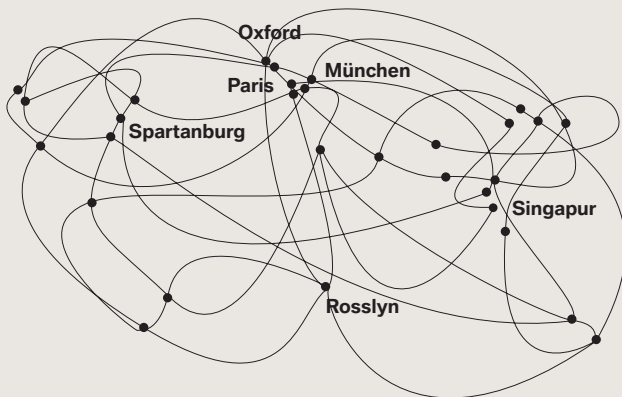 Oxford
Paris
München
Spartanburg
Singapur
Rosslyn